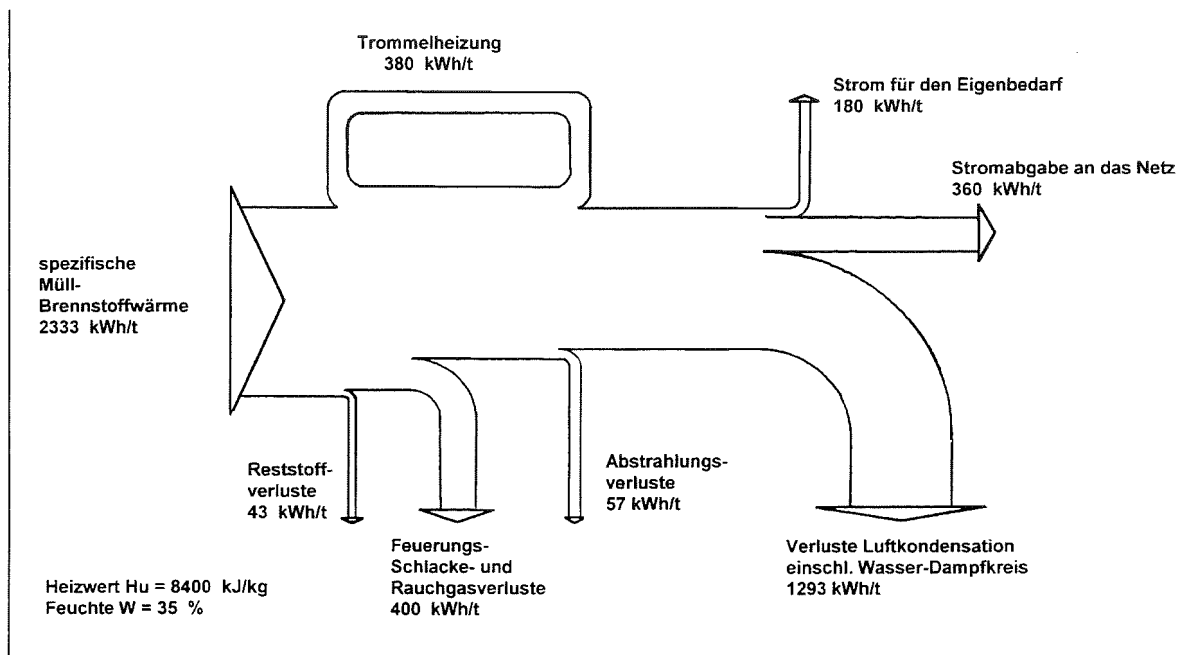 Trommelheizung
380 kWh/t
Strom für den Eigenbedarf
180 kWh/t
Stromabgabe an das Netz
360 kWh/t
spezifische
Müll-
Brennstoffwärme
2333 kWh/t
Reststoff-
verluste
43 kWh/t
Abstrahlungs-
verluste
57 kWh/t
Feuerungs-
Schlacke- und
Rauchgasverluste
400 kWh/t
Verluste Luftkondensation
einschl. Wasser-Dampfkreis
1293 kWh/t
Heizwert Hu = 8400 kJ/kg
Feuchte W = 35 %